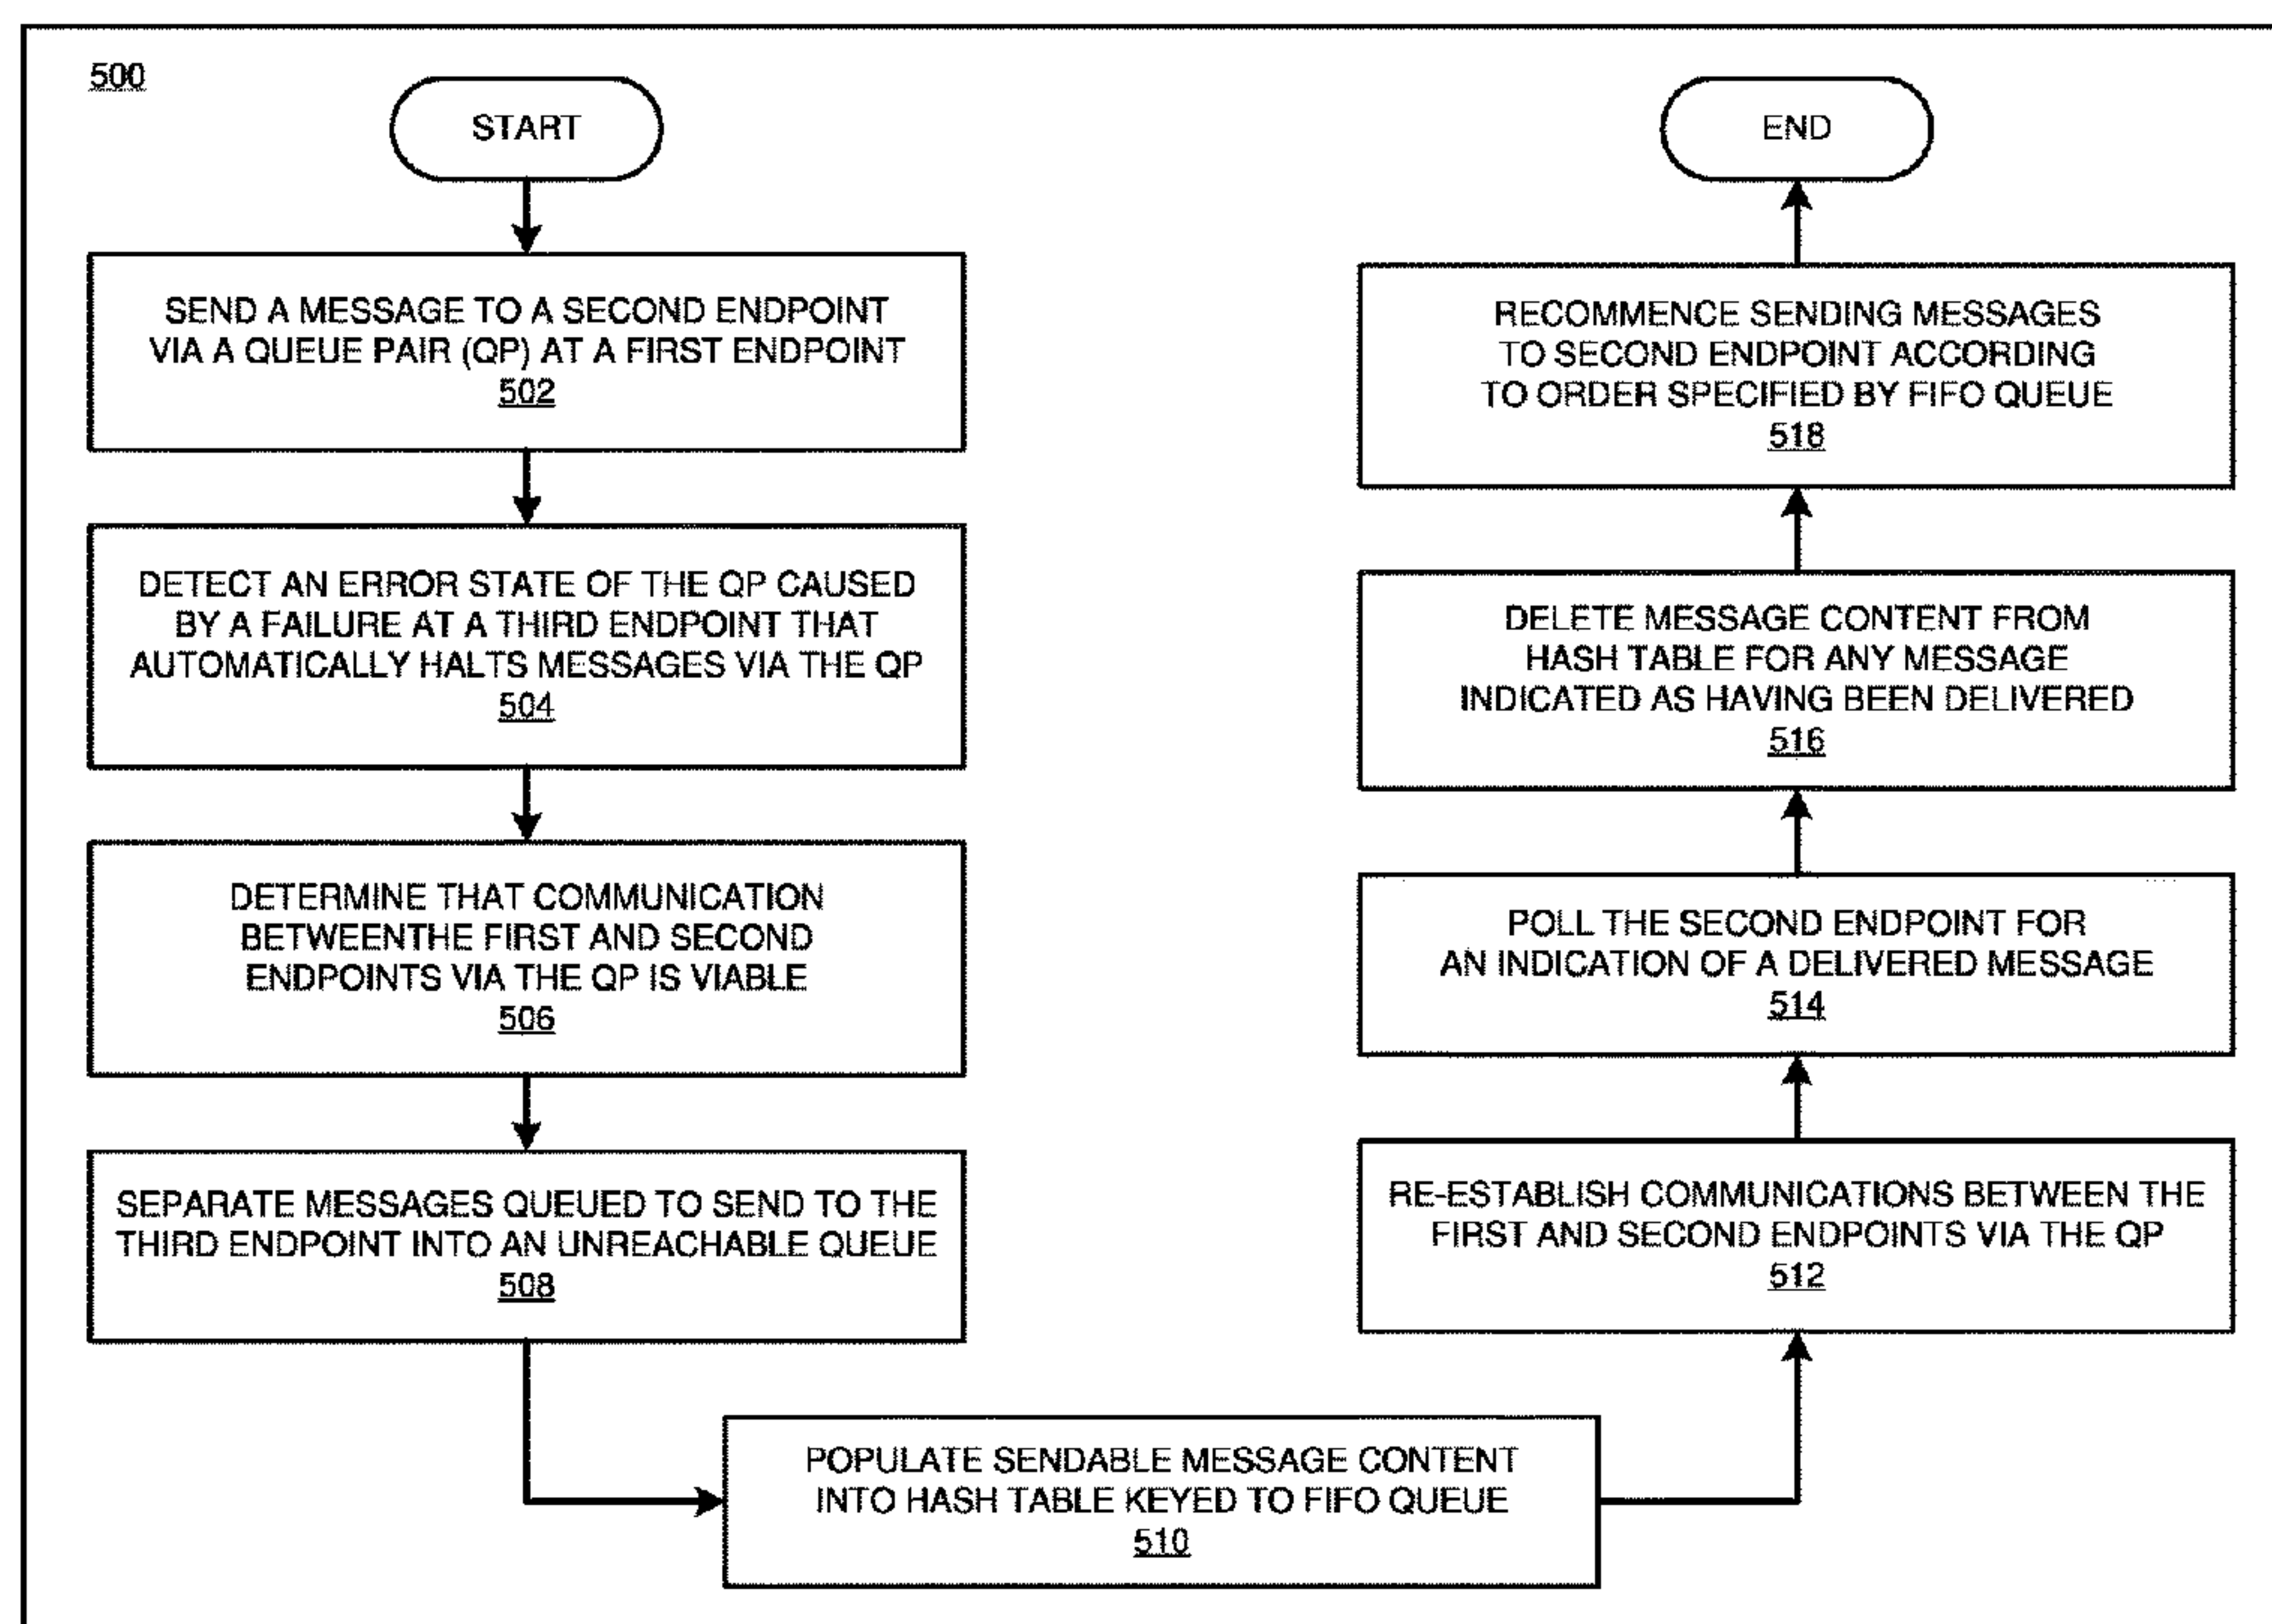 500
START
SEND A MESSAGE TO A SECOND ENDPOINT
VIA A QUEUE PAIR (QP) AT A FIRST ENDPOINT
502
DETECT AN ERROR STATE OF THE QP CAUSED
BY A FAILURE AT A THIRD ENDPOINT THAT
AUTOMATICALLY HALTS MESSAGES VIA THE QP
504
DETERMINE THAT COMMUNICATION
BETWEENTHE FIRST AND SECOND
ENDPOINTS VIA THE QP IS VIABLE
506
SEPARATE MESSAGES QUEUED TO SEND TO THE
THIRD ENDPOINT INTO AN UNREACHABLE QUEUE
508
POPULATE SENDABLE MESSAGE CONTENT
INTO HASH TABLE KEYED TO FIFO QUEUE
510
RE-ESTABLISH COMMUNICATIONS BETWEEN THE
FIRST AND SECOND ENDPOINTS VIA THE QP
512
POLL THE SECOND ENDPOINT FOR
AN INDICATION OF A DELIVERED MESSAGE
514
DELETE MESSAGE CONTENT FROM
HASH TABLE FOR ANY MESSAGE
INDICATED AS HAVING BEEN DELIVERED
516
RECOMMENCE SENDING MESSAGES
TO SECOND ENDPOINT ACCORDING
TO ORDER SPECIFIED BY FIFO QUEUE
518
END